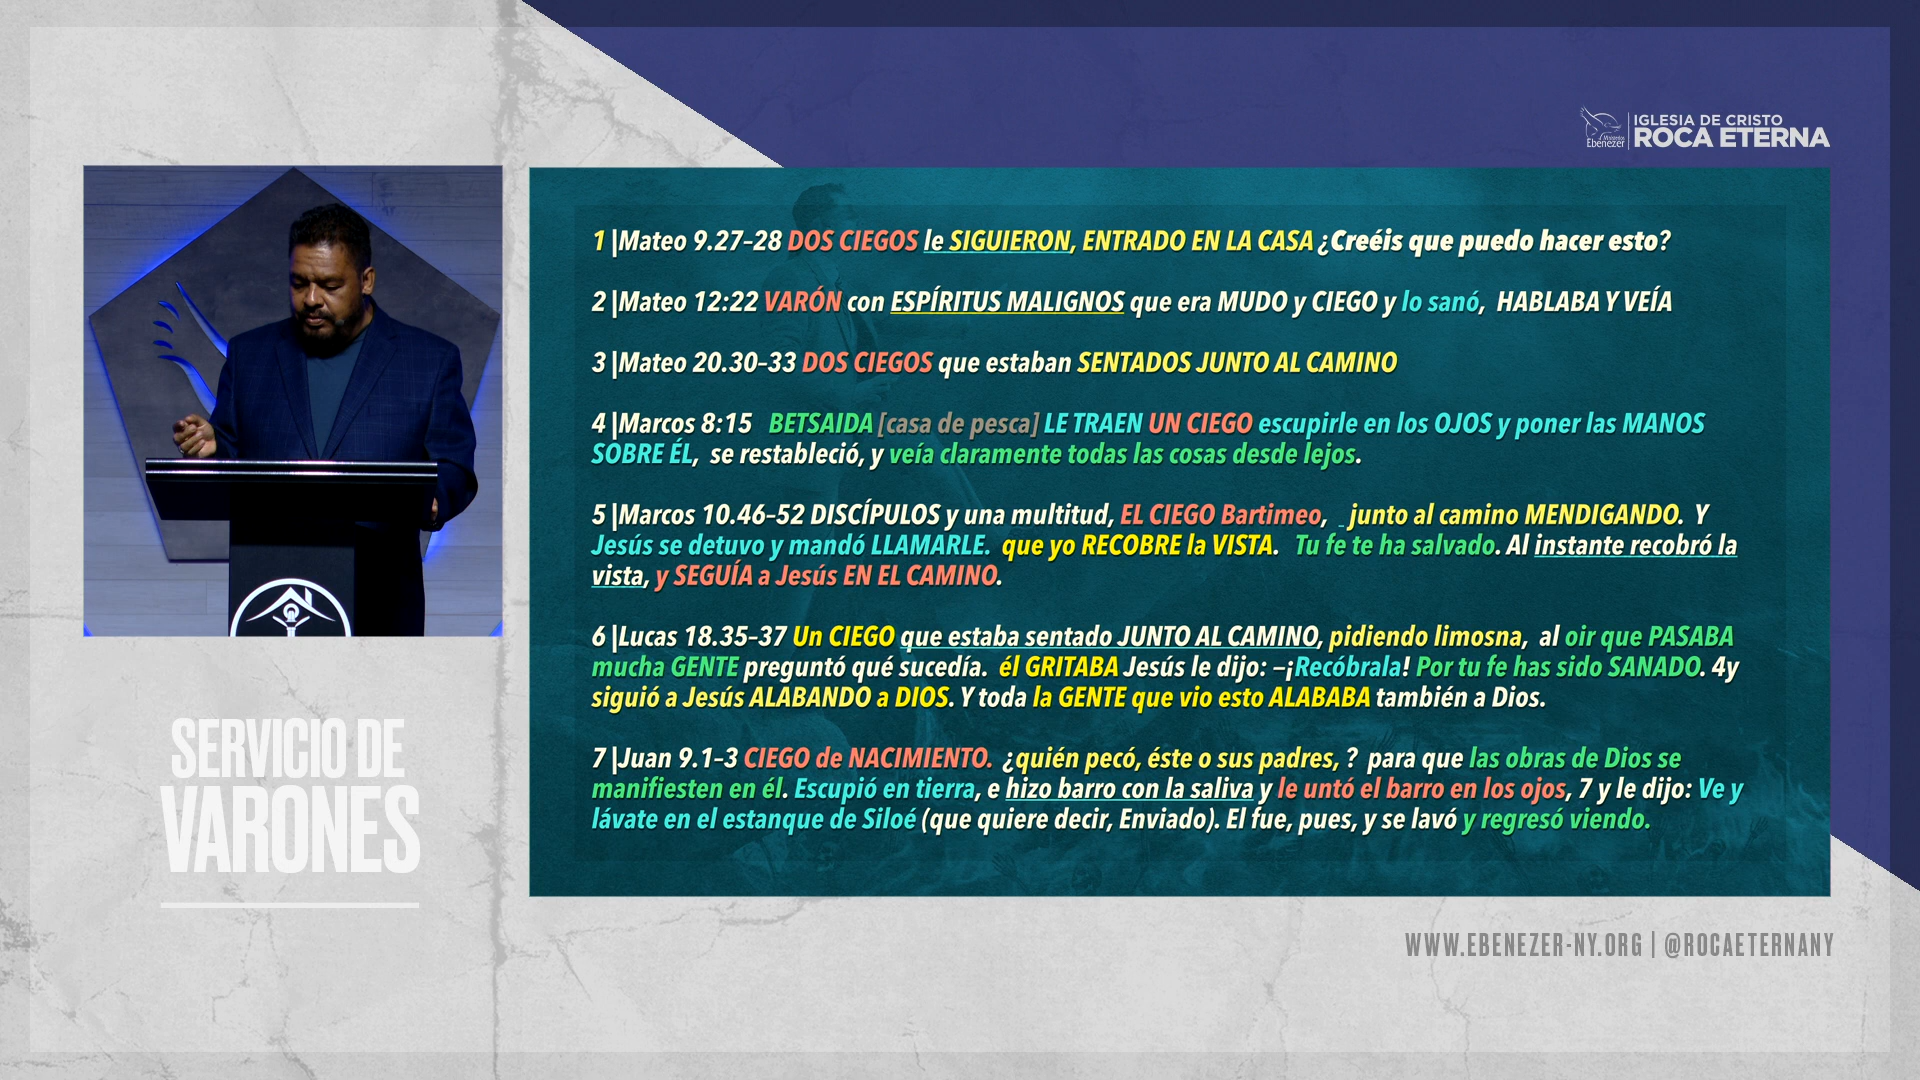 IGLESIA DE CRISTO
ROCA ETERNA
Ministerios
Ebenezer
1 |Mateo 9.27–28 DOS CIEGOS le SIGUIERON, ENTRADO EN LA CASA ¿Creéis que puedo hacer esto?
2 |Mateo 12:22 VARÓN con ESPÍRITUS MALIGNOS que era MUDO y CIEGO y lo sanó, HABLABA Y VEÍA
3 |Mateo 20.30–33 DOS CIEGOS que estaban SENTADOS JUNTO AL CAMINO
4 |Marcos 8:15 BETSAIDA [casa de pesca] LE TRAEN UN CIEGO escupirle en los OJOS y poner las MANOS
SOBRE ÉL, se restableció, y veía claramente todas las cosas desde lejos.
5 |Marcos 10.46–52 DISCÍPULOS y una multitud, EL CIEGO Bartimeo, _junto al camino MENDIGANDO. Y
Jesús se detuvo y mandó LLAMARLE. que yo RECOBRE la VISTA. Tu fe te ha salvado. Al instante recobró la
vista, y SEGUÍA a Jesús EN EL CAMINO.
6 |Lucas 18.35–37 Un CIEGO que estaba sentado JUNTO AL CAMINO, pidiendo limosna, al oir que PASABA
mucha GENTE preguntó qué sucedía. él GRITABA Jesús le dijo: –¡Recóbrala! Por tu fe has sido SANADO. 4y
siguió a Jesús ALABANDO a DIOS. Y toda la GENTE que vio esto ALABABA también a Dios.
7 |Juan 9.1–3 CIEGO de NACIMIENTO. ¿quién pecó, éste o sus padres, ? para que las obras de Dios se
manifiesten en él. Escupió en tierra, e hizo barro con la saliva y le untó el barro en los ojos, 7 y le dijo: Ve y
lávate en el estanque de Siloé (que quiere decir, Enviado). El fue, pues, y se lavó y regresó viendo.
SERVICIO DE
VARONES
WWW.EBENEZER-NY.ORG | @ROCAETERNANY